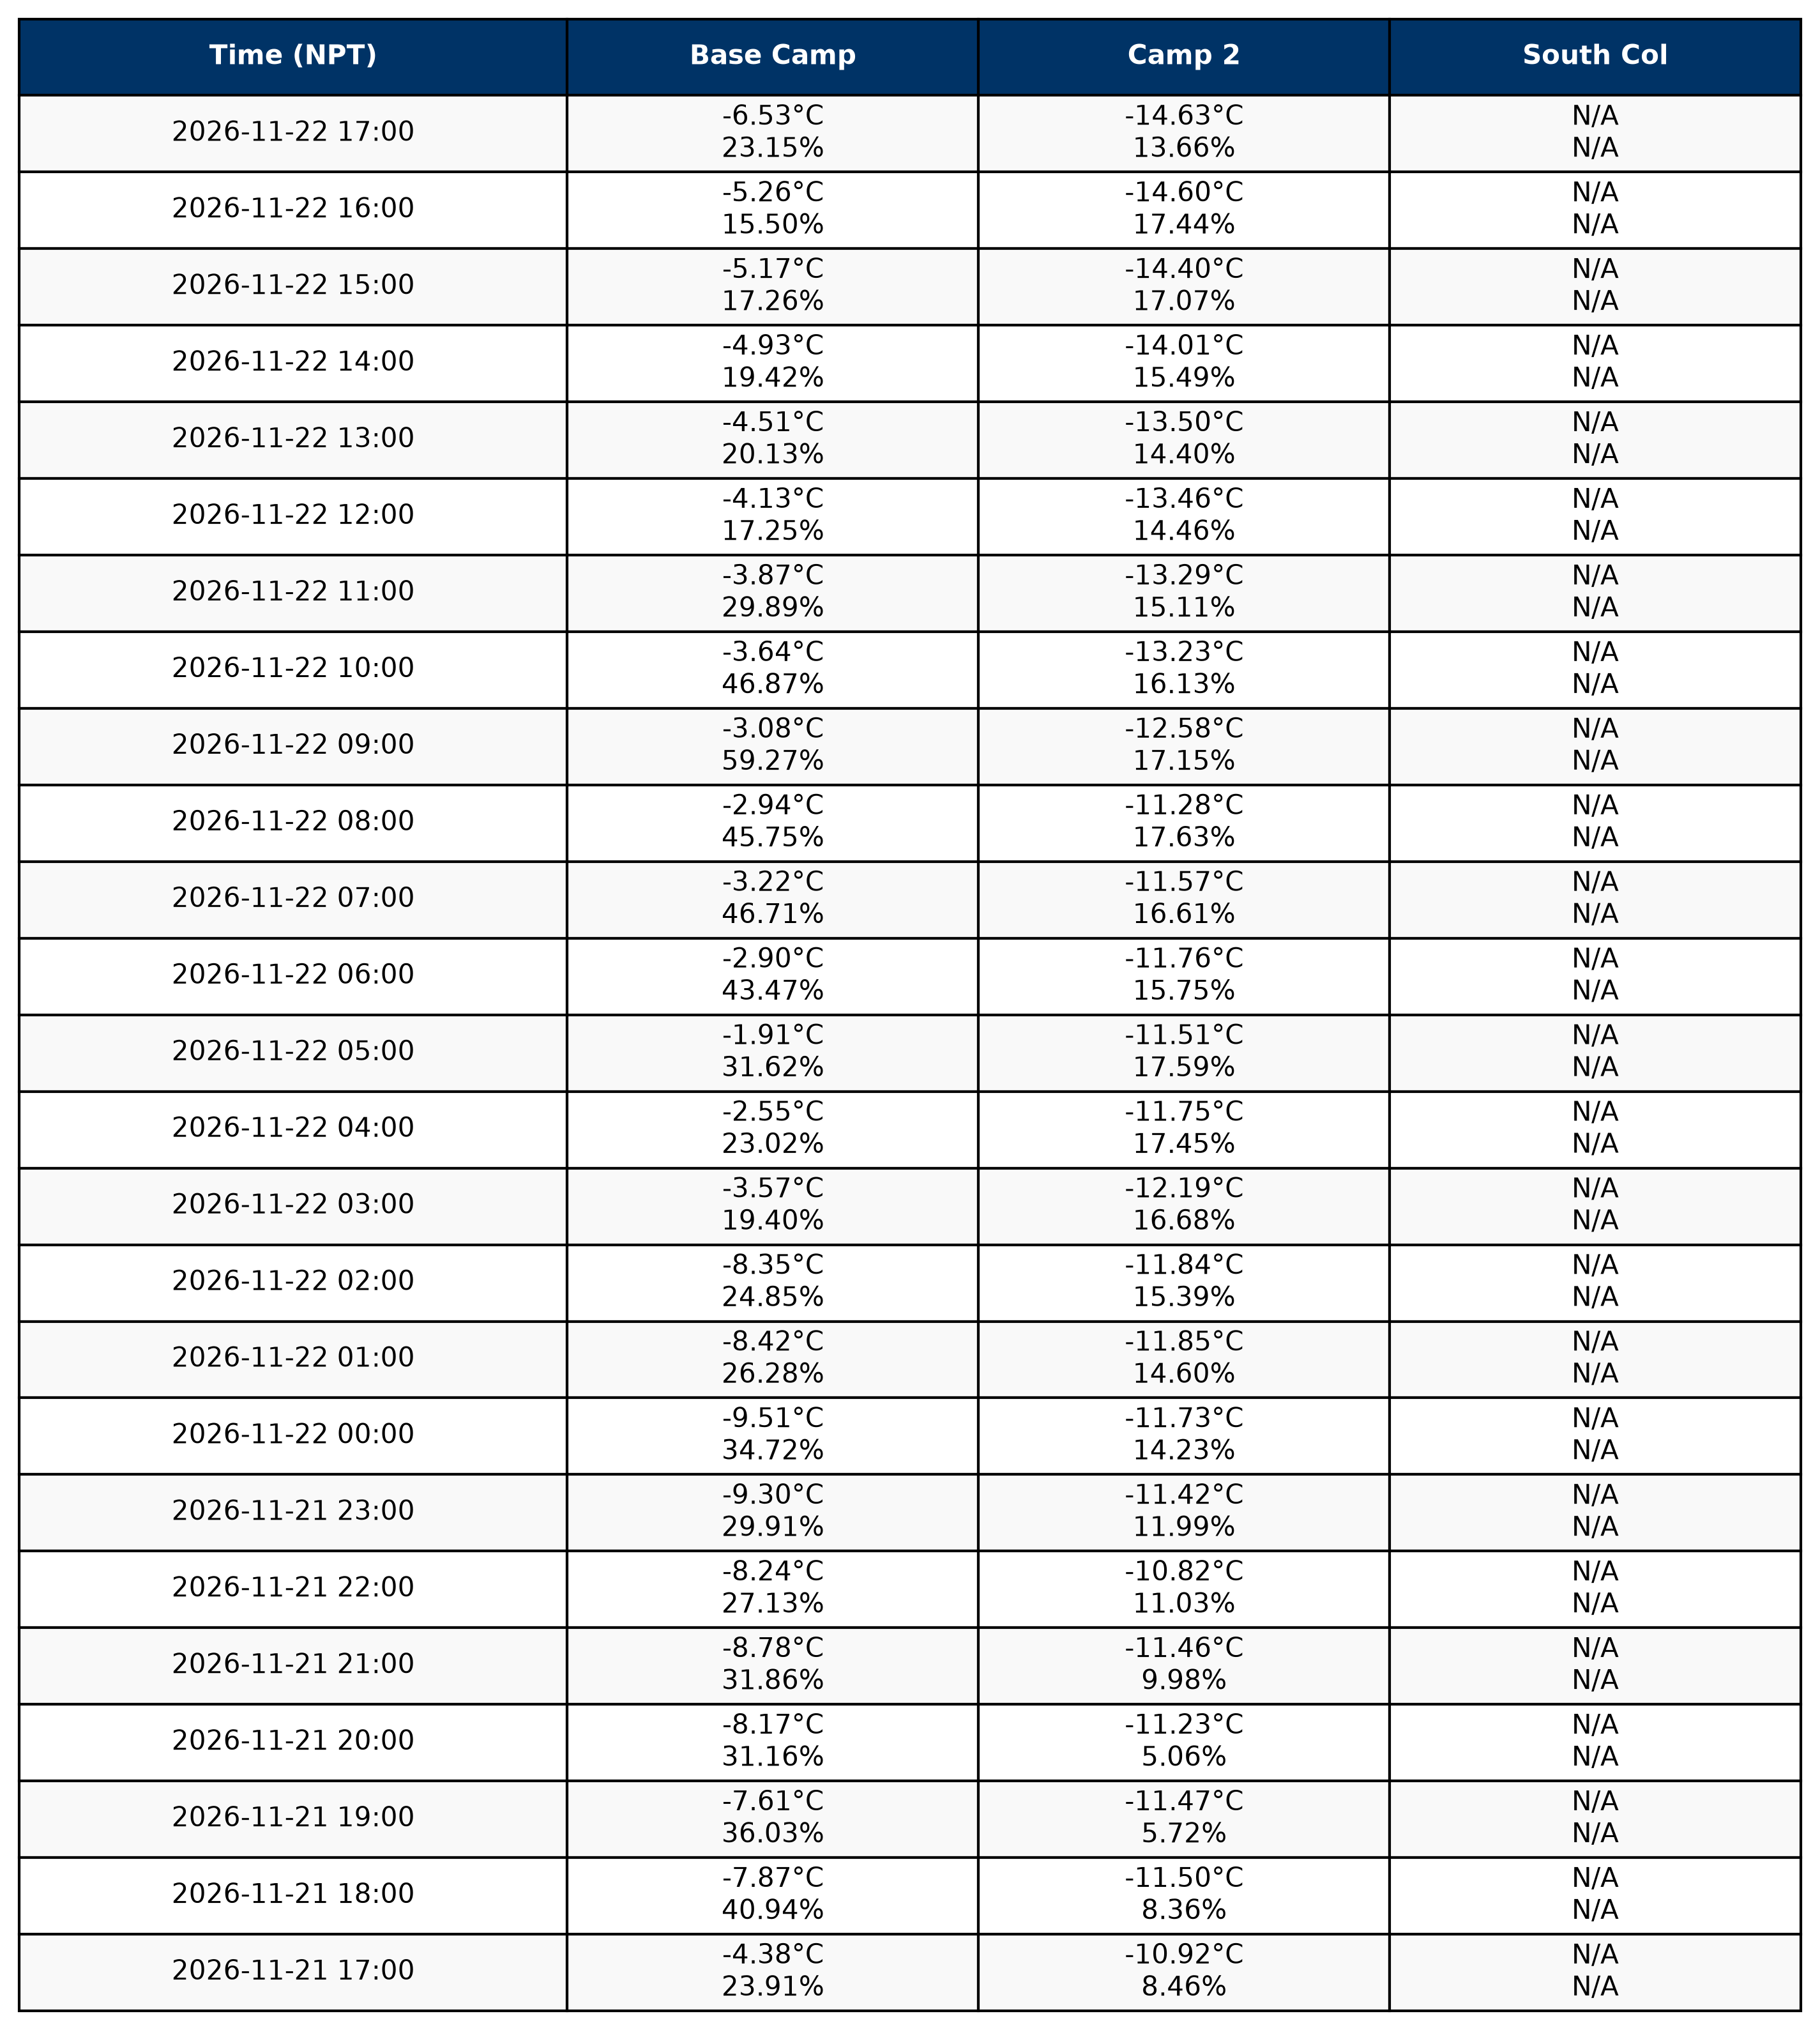 Time (NPT) Base Camp Camp 2 South Col
-6.53°C -14.63°C N/A
2026-11-22 17:00
23.15% 13.66% N/A
-5.26°C -14.60°C N/A
2026-11-22 16:00
15.50% 17.44% N/A
-5.17°C -14.40°C N/A
2026-11-22 15:00
17.26% 17.07% N/A
-4.93°C -14.01°C N/A
2026-11-22 14:00
19.42% 15.49% N/A
-4.51°C -13.50°C N/A
2026-11-22 13:00
20.13% 14.40% N/A
-4.13°C -13.46°C N/A
2026-11-22 12:00
17.25% 14.46% N/A
-3.87°C -13.29°C N/A
2026-11-22 11:00
29.89% 15.11% N/A
-3.64°C -13.23°C N/A
2026-11-22 10:00
46.87% 16.13% N/A
-3.08°C -12.58°C N/A
2026-11-22 09:00
59.27% 17.15% N/A
-2.94°C -11.28°C N/A
2026-11-22 08:00
45.75% 17.63% N/A
-3.22°C -11.57°C N/A
2026-11-22 07:00
46.71% 16.61% N/A
-2.90°C -11.76°C N/A
2026-11-22 06:00
43.47% 15.75% N/A
-1.91°C -11.51°C N/A
2026-11-22 05:00
31.62% 17.59% N/A
-2.55°C -11.75°C N/A
2026-11-22 04:00
23.02% 17.45% N/A
-3.57°C -12.19°C N/A
2026-11-22 03:00
19.40% 16.68% N/A
-8.35°C -11.84°C N/A
2026-11-22 02:00
24.85% 15.39% N/A
-8.42°C -11.85°C N/A
2026-11-22 01:00
26.28% 14.60% N/A
-9.51°C -11.73°C N/A
2026-11-22 00:00
34.72% 14.23% N/A
-9.30°C -11.42°C N/A
2026-11-21 23:00
29.91% 11.99% N/A
-8.24°C -10.82°C N/A
2026-11-21 22:00
27.13% 11.03% N/A
-8.78°C -11.46°C N/A
2026-11-21 21:00
31.86% 9.98% N/A
-8.17°C -11.23°C N/A
2026-11-21 20:00
31.16% 5.06% N/A
-7.61°C -11.47°C N/A
2026-11-21 19:00
36.03% 5.72% N/A
-7.87°C -11.50°C N/A
2026-11-21 18:00
40.94% 8.36% N/A
-4.38°C -10.92°C N/A
2026-11-21 17:00
23.91% 8.46% N/A